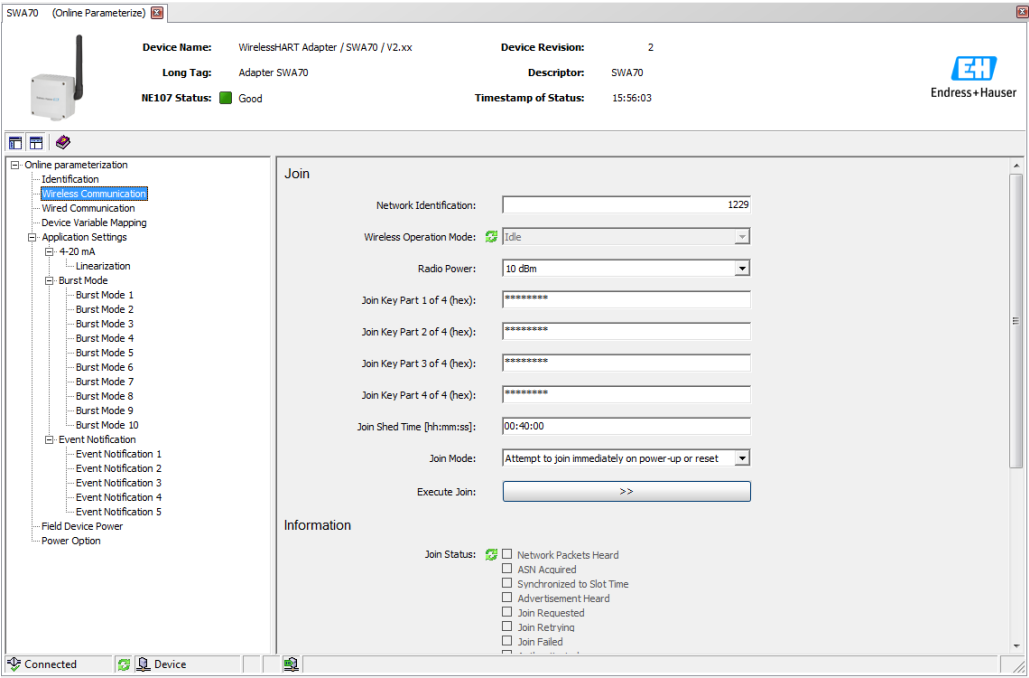 SWA70 (Online Parameterize)
Device Name: WirelessHART Adapter / SWA70 / V2.xx Device Revision: 2
Long Tag: Adapter SWA70 Descriptor: SWA70
NE107 Status: Good Timestamp of Status: 15:56:03
EH
Endress+Hauser
Online parameterization
Identification
Wireless Communication
Wired Communication
Device Variable Mapping
Application Settings
4-20 mA
Linearization
Burst Mode
Burst Mode 1
Burst Mode 2
Burst Mode 3
Burst Mode 4
Burst Mode 5
Burst Mode 6
Burst Mode 7
Burst Mode 8
Burst Mode 9
Burst Mode 10
Event Notification
Event Notification 1
Event Notification 2
Event Notification 3
Event Notification 4
Event Notification 5
Field Device Power
Power Option
Join
Network Identification: 1229
Wireless Operation Mode: Idle
Radio Power: 10 dBm
Join Key Part 1 of 4 (hex): ********
Join Key Part 2 of 4 (hex): ********
Join Key Part 3 of 4 (hex): ********
Join Key Part 4 of 4 (hex): ********
Join Shed Time [hh:mm:ss]: 00:40:00
Join Mode: Attempt to join immediately on power-up or reset
Execute Join: >>
Information
Join Status: Network Packets Heard
ASN Acquired
Synchronized to Slot Time
Advertisement Heard
Join Requested
Join Retrying
Join Failed
Connected Device